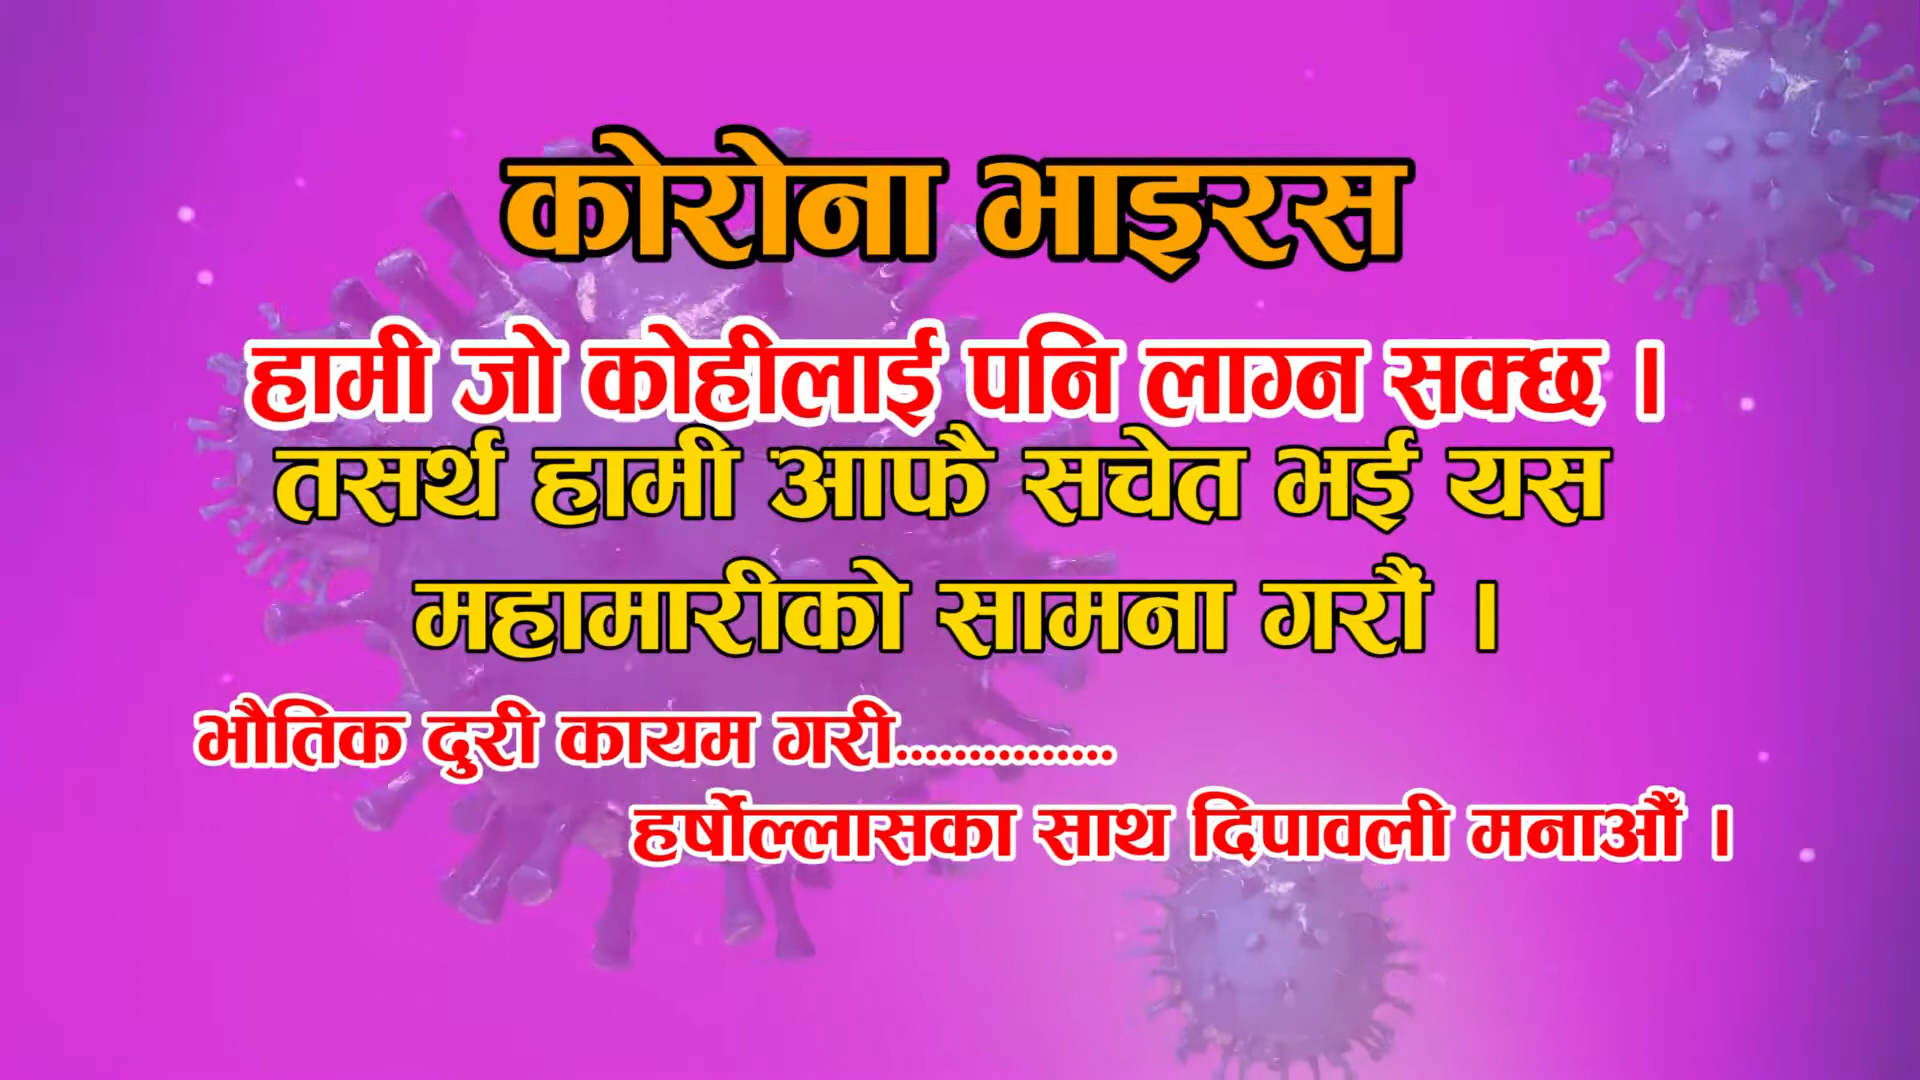 कोरोना भाइरस
हामी जो कोहीलाई पनि लाग्न सक्छ ।
तसर्थ हामी आफै सचेत भई यस
महामारीको सामना गरौं ।
भौतिक दुरी कायम गरी...............
हर्षोल्लासका साथ दिपावली मनाऔं ।